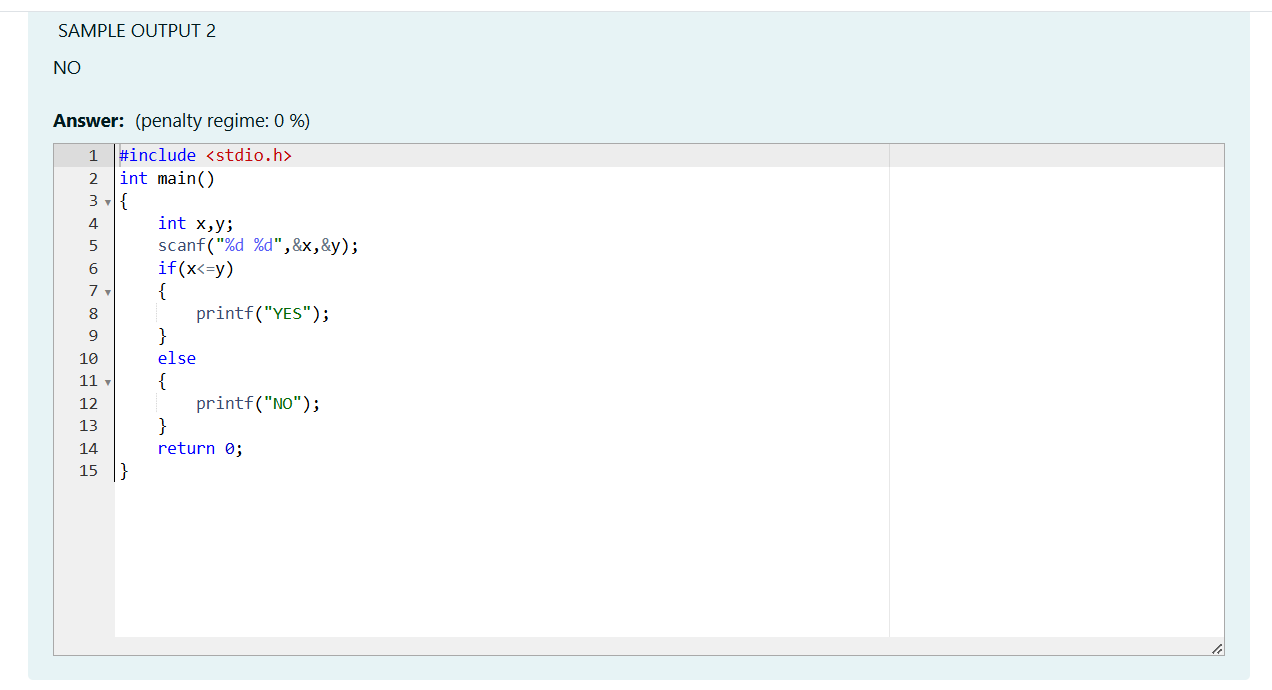 SAMPLE OUTPUT 2
NO
Answer: (penalty regime: 0 %)
1 #include <stdio.h>
2 int main()
3 {
4     int x,y;
5     scanf("%d %d",&x,&y);
6     if(x<=y)
7     {
8         printf("YES");
9     }
10     else
11     {
12         printf("NO");
13     }
14     return 0;
15 }